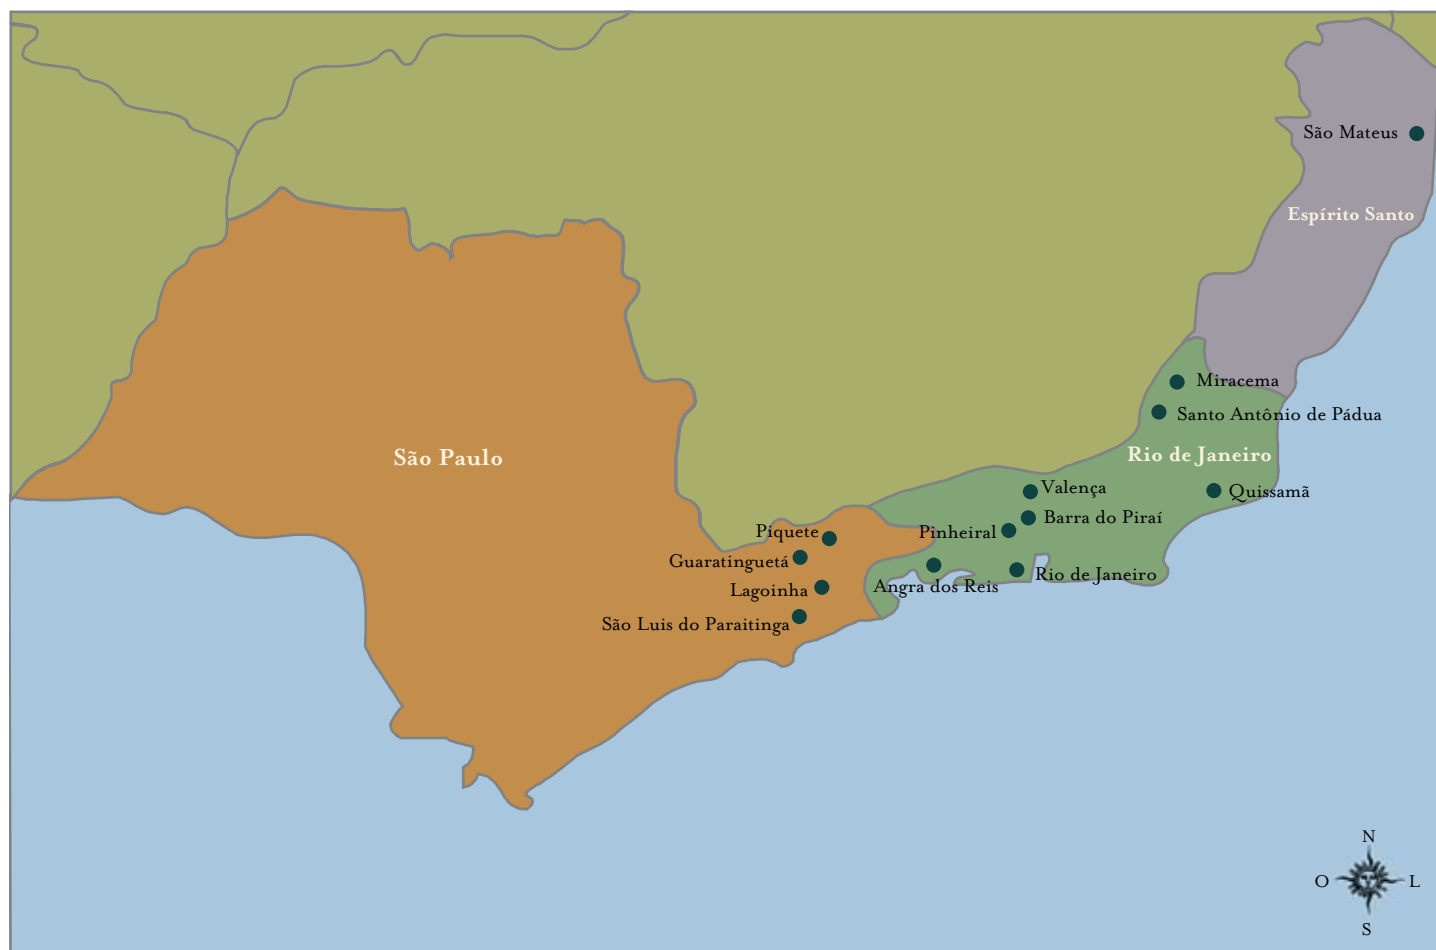 São Mateus
Espírito Santo
Miracema
Santo Antônio de Pádua
São Paulo
Rio de Janeiro
Valença
Quissamã
Barra do Piraí
Piquete
Pinheiral
Guaratinguetá
Rio de Janeiro
Lagoinha
Angra dos Reis
São Luis do Paraitinga
N
O L
S